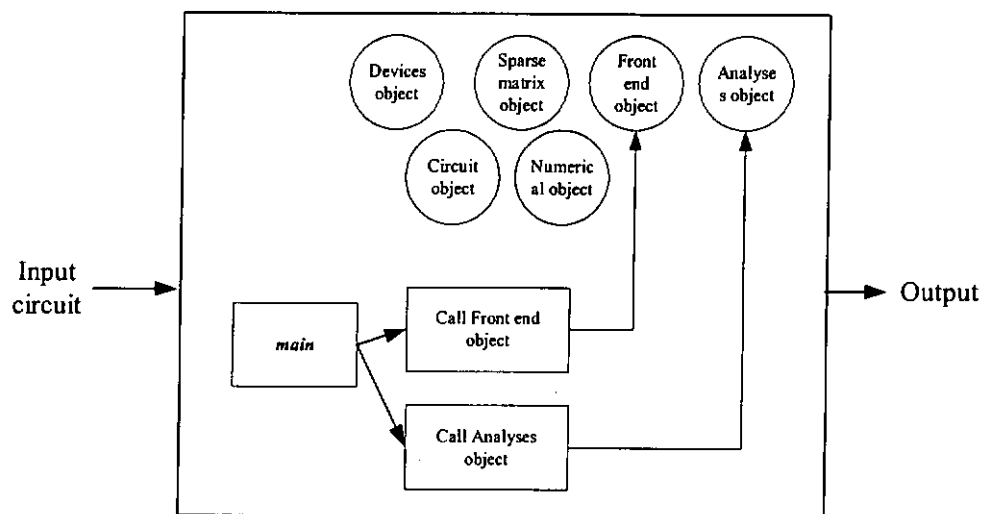 Devices
object
Sparse
matrix
object
Front
end
object
Analyse
s object
Circuit
object
Numeric
al object
Input
circuit
main
Call Front end
object
Call Analyses
object
Output